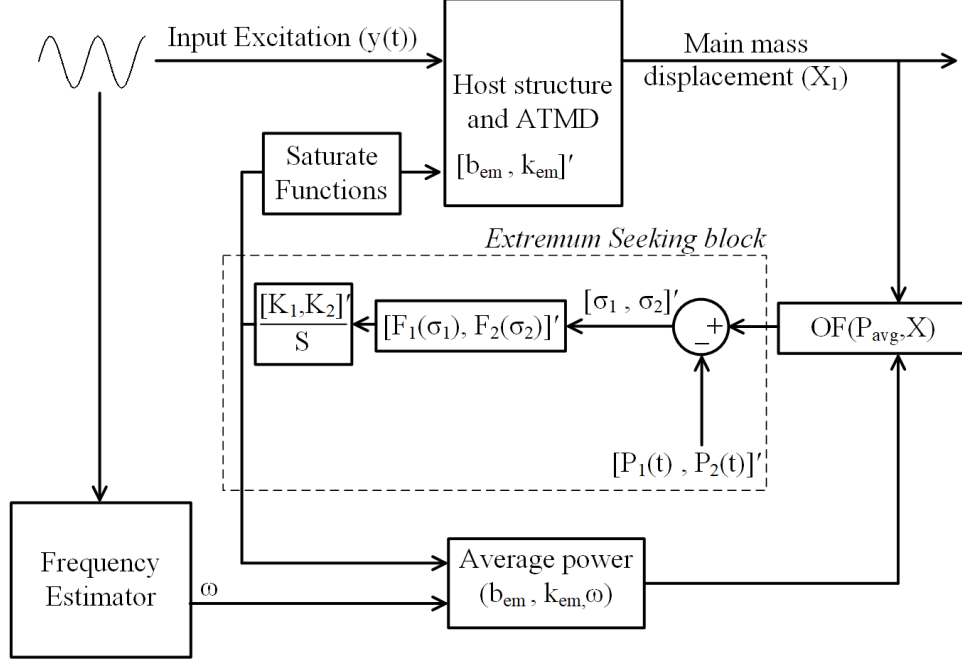 Input Excitation (y(t))
Main mass
displacement (X₁)
Host structure
and ATMD
[bₑₘ , kₑₘ]′
Saturate
Functions
Extremum Seeking block
[K₁,K₂]′
S
[F₁(σ₁), F₂(σ₂)]′
[σ₁ , σ₂]′
+
−
OF(Pavg,X)
[P₁(t) , P₂(t)]′
Frequency
Estimator
ω
Average power
(bₑₘ , kₑₘ,ω)